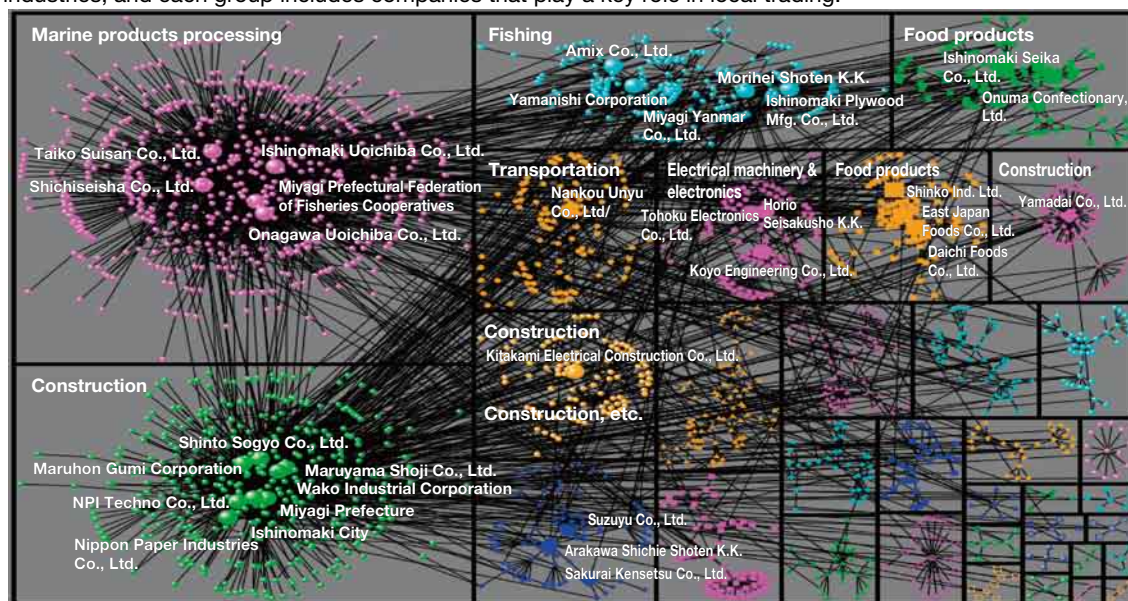 industries, and each group includes companies that play a key role in local trading.
Marine products processing
Taiko Suisan Co., Ltd.
Ishinomaki Uoichiba Co., Ltd.
Shichiseisha Co., Ltd.
Miyagi Prefectural Federation
of Fisheries Cooperatives
Onagawa Uoichiba Co., Ltd.
Fishing
Amix Co., Ltd.
Morihei Shoten K.K.
Yamanishi Corporation
Ishinomaki Plywood
Mfg. Co., Ltd.
Miyagi Yanmar
Co., Ltd.
Food products
Ishinomaki Seika
Co., Ltd.
Onuma Confectionary,
Ltd.
Transportation
Nankou Unyu
Co., Ltd/
Electrical machinery &
electronics
Horio
Seisakusho K.K.
Tohoku Electronics
Co., Ltd.
Koyo Engineering Co., Ltd.
Food products
Shinko Ind. Ltd.
East Japan
Foods Co., Ltd.
Daichi Foods
Co., Ltd.
Construction
Yamadai Co., Ltd.
Construction
Shinto Sogyo Co., Ltd.
Maruhon Gumi Corporation
Maruyama Shoji Co., Ltd.
Wako Industrial Corporation
NPI Techno Co., Ltd.
Miyagi Prefecture
Ishinomaki City
Nippon Paper Industries
Co., Ltd.
Construction
Kitakami Electrical Construction Co., Ltd.
Construction, etc.
Suzuyu Co., Ltd.
Arakawa Shichie Shoten K.K.
Sakurai Kensetsu Co., Ltd.